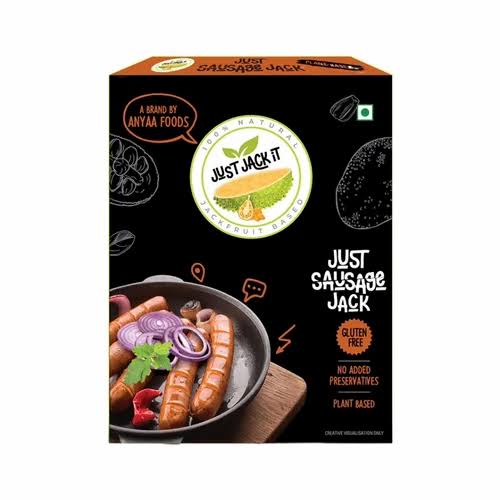 JUST
SAUSAGE JACK
PLANT BASED
A BRAND BY
ANYAA FOODS
100% NATURAL
JUST JACK iT
JACKFRUIT BASED
JUST
SAUSAGE
JACK
GLUTEN
FREE
NO ADDED
PRESERVATIVES
PLANT BASED
CREATIVE VISUALISATION ONLY